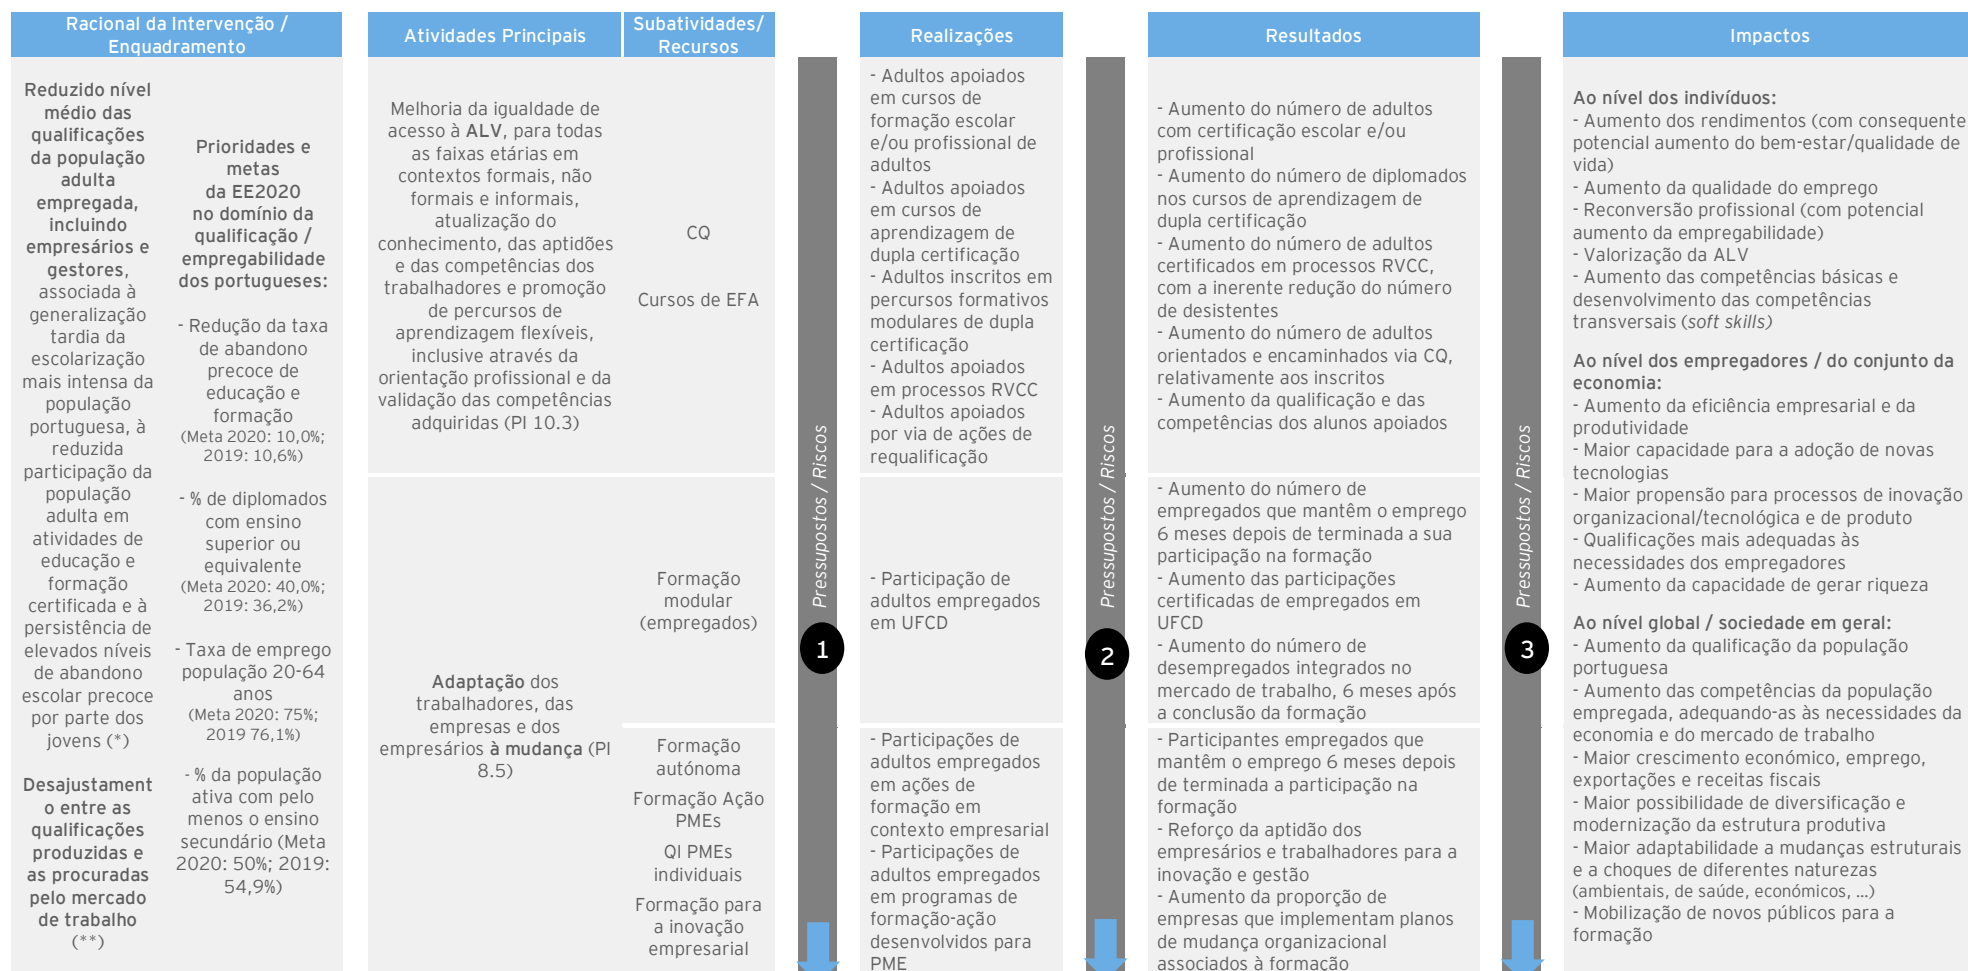 Racional da Intervenção /
Enquadramento
Atividades Principais
Subatividades/
Recursos
Realizações
Resultados
Impactos
Reduzido nível
médio das
qualificações
da população
adulta
empregada,
incluindo
empresários e
gestores,
associada à
generalização
tardia da
escolarização
mais intensa da
população
portuguesa, à
reduzida
participação da
população
adulta em
atividades de
educação e
formação
certificada e à
persistência de
elevados níveis
de abandono
escolar precoce
por parte dos
jovens (*)
Desajustament
o entre as
qualificações
produzidas e
as procuradas
pelo mercado
de trabalho
(**)
Prioridades e
metas
da EE2020
no domínio da
qualificação /
empregabilidade
dos portugueses:
- Redução da taxa
de abandono
precoce de
educação e
formação
(Meta 2020: 10,0%;
2019: 10,6%)
- % de diplomados
com ensino
superior ou
equivalente
(Meta 2020: 40,0%;
2019: 36,2%)
- Taxa de emprego
população 20-64
anos
(Meta 2020: 75%;
2019 76,1%)
- % da população
ativa com pelo
menos o ensino
secundário (Meta
2020: 50%; 2019:
54,9%)
Melhoria da igualdade de
acesso à ALV, para todas
as faixas etárias em
contextos formais, não
formais e informais,
atualização do
conhecimento, das aptidões
e das competências dos
trabalhadores e promoção
de percursos de
aprendizagem flexíveis,
inclusive através da
orientação profissional e da
validação das competências
adquiridas (PI 10.3)
Adaptação dos
trabalhadores, das
empresas e dos
empresários à mudança (PI
8.5)
CQ
Cursos de EFA
Formação
modular
(empregados)
Formação
autónoma
Formação Ação
PMEs
QI PMEs
individuais
Formação para
a inovação
empresarial
Pressupostos / Riscos
1
- Adultos apoiados
em cursos de
formação escolar
e/ou profissional de
adultos
- Adultos apoiados
em cursos de
aprendizagem de
dupla certificação
- Adultos inscritos em
percursos formativos
modulares de dupla
certificação
- Adultos apoiados
em processos RVCC
- Adultos apoiados
por via de ações de
requalificação
- Participação de
adultos empregados
em UFCD
- Participações de
adultos empregados
em ações de
formação em
contexto empresarial
- Participações de
adultos empregados
em programas de
formação-ação
desenvolvidos para
PME
Pressupostos / Riscos
2
- Aumento do número de adultos
com certificação escolar e/ou
profissional
- Aumento do número de diplomados
nos cursos de aprendizagem de
dupla certificação
- Aumento do número de adultos
certificados em processos RVCC,
com a inerente redução do número
de desistentes
- Aumento do número de adultos
orientados e encaminhados via CQ,
relativamente aos inscritos
- Aumento da qualificação e das
competências dos alunos apoiados
- Aumento do número de
empregados que mantêm o emprego
6 meses depois de terminada a sua
participação na formação
- Aumento das participações
certificadas de empregados em
UFCD
- Aumento do número de
desempregados integrados no
mercado de trabalho, 6 meses após
a conclusão da formação
- Participantes empregados que
mantêm o emprego 6 meses depois
de terminada a participação na
formação
- Reforço da aptidão dos
empresários e trabalhadores para a
inovação e gestão
- Aumento da proporção de
empresas que implementam planos
de mudança organizacional
associados à formação
Pressupostos / Riscos
3
Ao nível dos indivíduos:
- Aumento dos rendimentos (com consequente
potencial aumento do bem-estar/qualidade de
vida)
- Aumento da qualidade do emprego
- Reconversão profissional (com potencial
aumento da empregabilidade)
- Valorização da ALV
- Aumento das competências básicas e
desenvolvimento das competências
transversais (soft skills)
Ao nível dos empregadores / do conjunto da
economia:
- Aumento da eficiência empresarial e da
produtividade
- Maior capacidade para a adoção de novas
tecnologias
- Maior propensão para processos de inovação
organizacional/tecnológica e de produto
- Qualificações mais adequadas às
necessidades dos empregadores
- Aumento da capacidade de gerar riqueza
Ao nível global / sociedade em geral:
- Aumento da qualificação da população
portuguesa
- Aumento das competências da população
empregada, adequando-as às necessidades da
economia e do mercado de trabalho
- Maior crescimento económico, emprego,
exportações e receitas fiscais
- Maior possibilidade de diversificação e
modernização da estrutura produtiva
- Maior adaptabilidade a mudanças estruturais
e a choques de diferentes naturezas
(ambientais, de saúde, económicos, …)
- Mobilização de novos públicos para a
formação